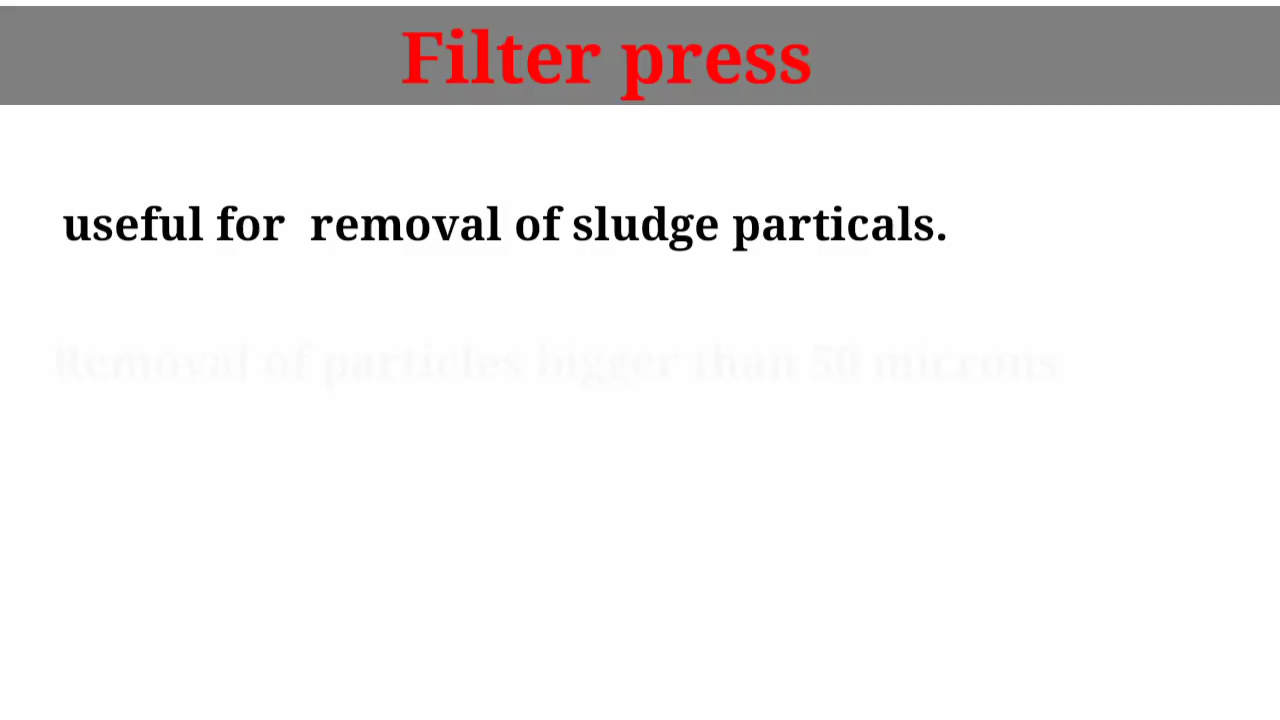 Filter press
useful for removal of sludge particals.
Removal of particles bigger than 50 microns